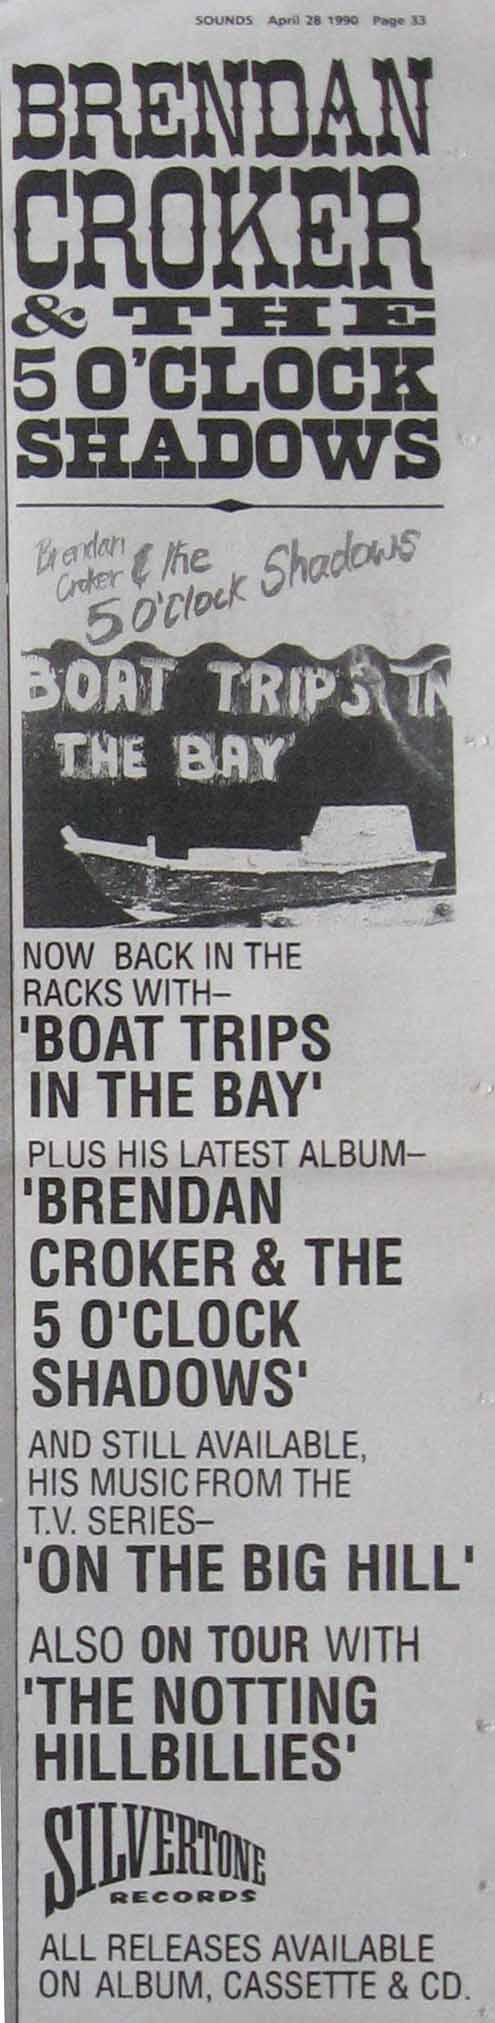 SOUNDS April 28 1990 Page 33
BRENDAN
CROKER
& THE
5 O'CLOCK
SHADOWS
Brendan
Croker & the
5 O'Clock Shadows
BOAT TRIPS IN
THE BAY
NOW BACK IN THE
RACKS WITH–
'BOAT TRIPS
IN THE BAY'
PLUS HIS LATEST ALBUM–
'BRENDAN
CROKER & THE
5 O'CLOCK
SHADOWS'
AND STILL AVAILABLE,
HIS MUSIC FROM THE
T.V. SERIES–
'ON THE BIG HILL'
ALSO ON TOUR WITH
'THE NOTTING
HILLBILLIES'
SILVERTONE
RECORDS
ALL RELEASES AVAILABLE
ON ALBUM, CASSETTE & CD.